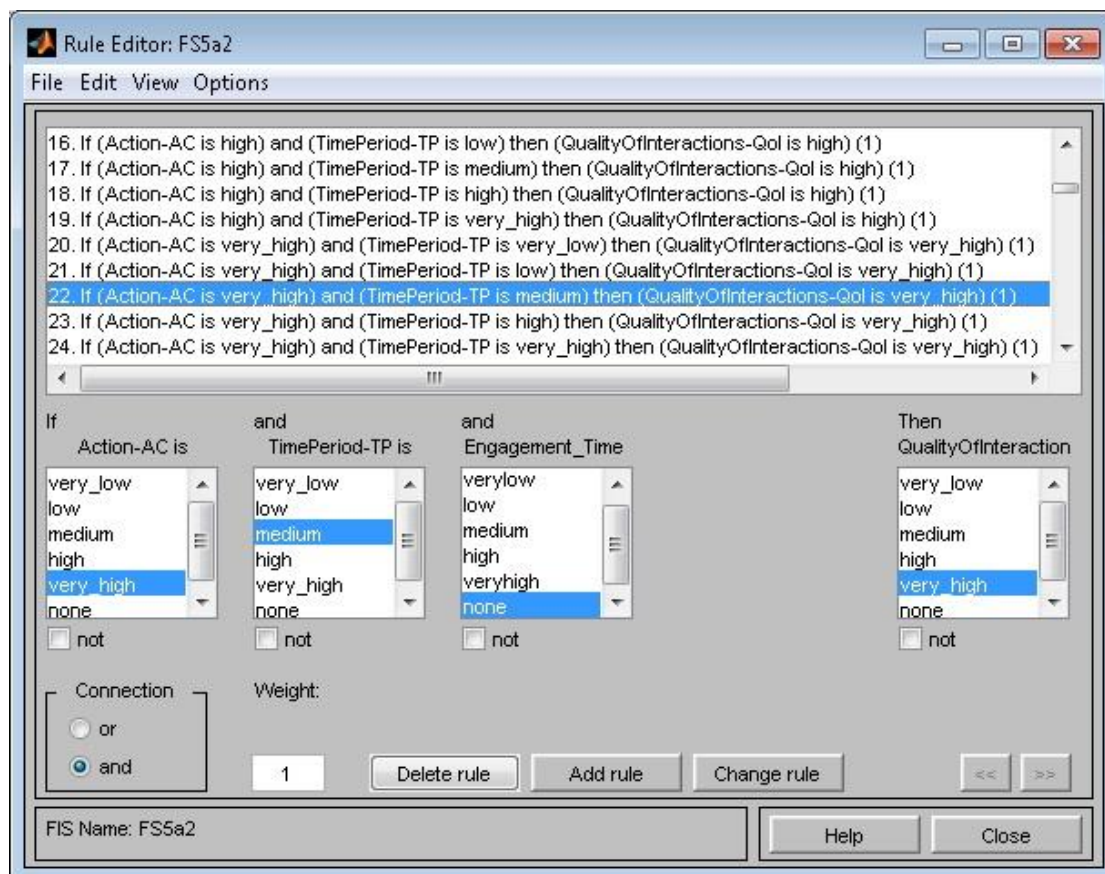 Rule Editor: FS5a2
File Edit View Options
16. If (Action-AC is high) and (TimePeriod-TP is low) then (QualityOfInteractions-QoI is high) (1)
17. If (Action-AC is high) and (TimePeriod-TP is medium) then (QualityOfInteractions-QoI is high) (1)
18. If (Action-AC is high) and (TimePeriod-TP is high) then (QualityOfInteractions-QoI is high) (1)
19. If (Action-AC is high) and (TimePeriod-TP is very_high) then (QualityOfInteractions-QoI is high) (1)
20. If (Action-AC is very_high) and (TimePeriod-TP is very_low) then (QualityOfInteractions-QoI is very_high) (1)
21. If (Action-AC is very_high) and (TimePeriod-TP is low) then (QualityOfInteractions-QoI is very_high) (1)
22. If (Action-AC is very_high) and (TimePeriod-TP is medium) then (QualityOfInteractions-QoI is very_high) (1)
23. If (Action-AC is very_high) and (TimePeriod-TP is high) then (QualityOfInteractions-QoI is very_high) (1)
24. If (Action-AC is very_high) and (TimePeriod-TP is very_high) then (QualityOfInteractions-QoI is very_high) (1)
If and and Then
Action-AC is TimePeriod-TP is Engagement_Time QualityOfInteraction
very_low very_low verylow very_low
low low low low
medium medium medium medium
high high high high
very_high very_high veryhigh very_high
none none none none
not not not
Connection Weight:
or
and 1 Delete rule Add rule Change rule << >>
FIS Name: FS5a2 Help Close